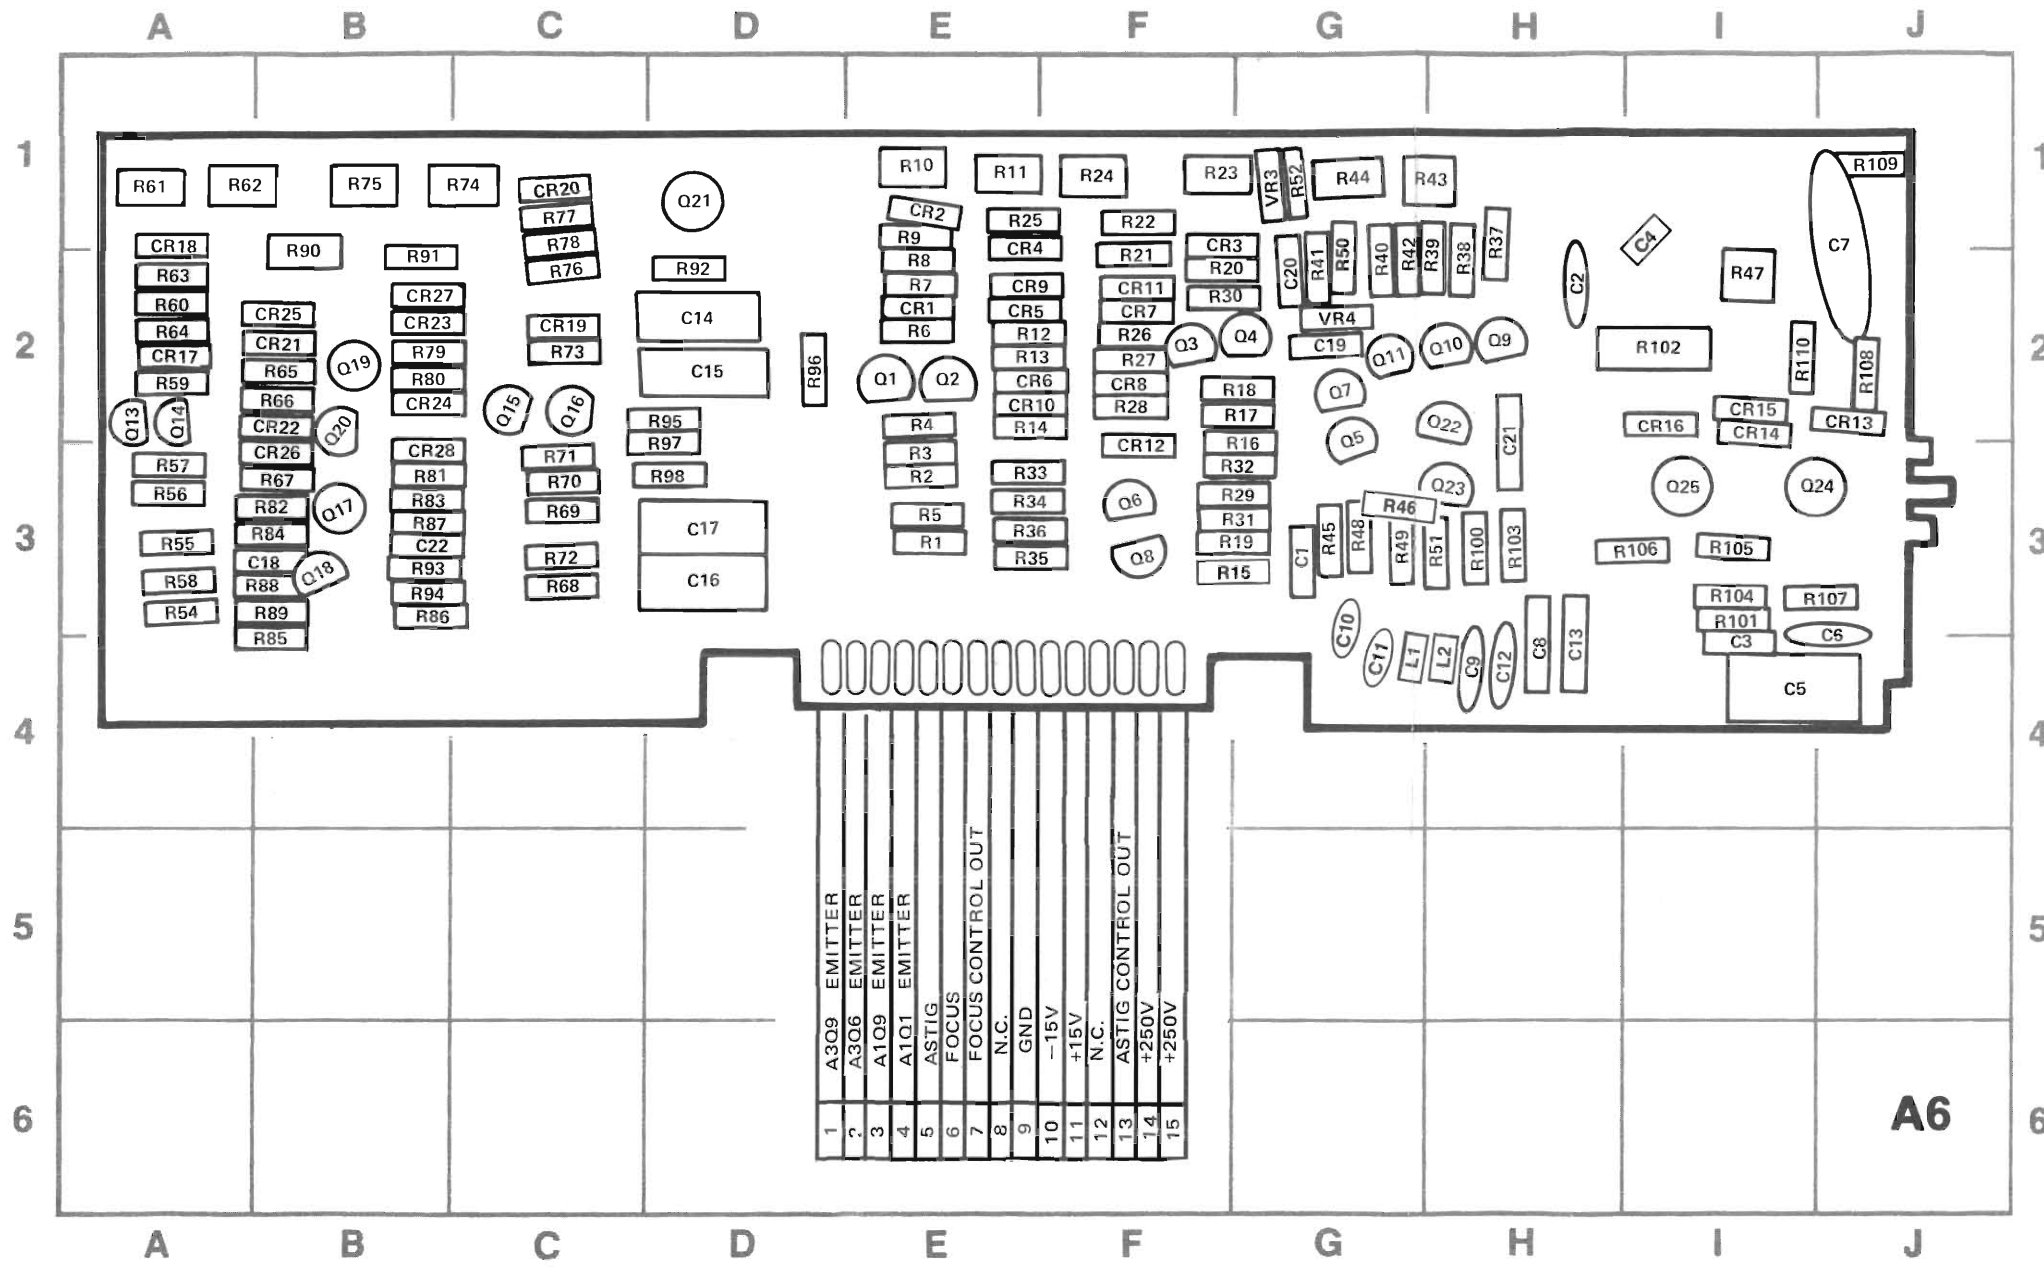 A B C D E F G H I J
1 1
R61 R62 R75 R74 CR20 Q21 R10 R11 R24 R23 VR3 R52 R44 R43 R109
R77
CR2 R25 R22
CR18 R90 R91 R78 R9 CR4 R21 CR3 C20 R41 R50 R40 R42 R39 R38 R37 C4 C7
R63 R76 R92 R8 R20 C2 R47
R60 CR27 R7 CR9 CR11 R30
CR25 CR23 CR19 C14 CR1 CR5 CR7 VR4
R64 R6 R12 R26 Q3 Q4
2 2
CR17 CR21 R79 R73 R13 R27 C19 Q11 Q10 Q9 R102 R110 R108
R59 R65 Q19 R80 C15 R96 Q1 Q2 CR6 CR8 R18 Q7
R66 CR24 Q15 Q16 CR10 R28 R17 CR15
Q13 Q14 CR22 Q20 R95 R4 R14 Q22 C21 CR16 CR14 CR13
CR26 CR28 R71 R97 R3 CR12 R16 Q5
R57 R67 R81 R70 R98 R2 R33 R32 Q23 Q25 Q24
R56 R82 Q17 R83 R69 R34 Q6 R29 R46
R84 R87 C17 R5 R36 R31 C1 R45 R48 R49 R51 R100 R103
3 3
R55 C18 C22 R72 R1 R35 Q8 R19 R106 R105
R58 R88 Q18 R93 R68 C16 R15
R54 R89 R94 R104 R107
R85 R86 C10 R101 C6
C11 L1 L2 C9 C12 C8 C13 C3
C5
4 4
A3Q9 EMITTER
A3Q6 EMITTER
A1Q9 EMITTER
A1Q1 EMITTER
ASTIG
FOCUS
FOCUS CONTROL OUT
N.C.
GND
−15V
+15V
N.C.
ASTIG CONTROL OUT
+250V
+250V
5 5
6 6
1 2 3 4 5 6 7 8 9 10 11 12 13 14 15
A6
A B C D E F G H I J